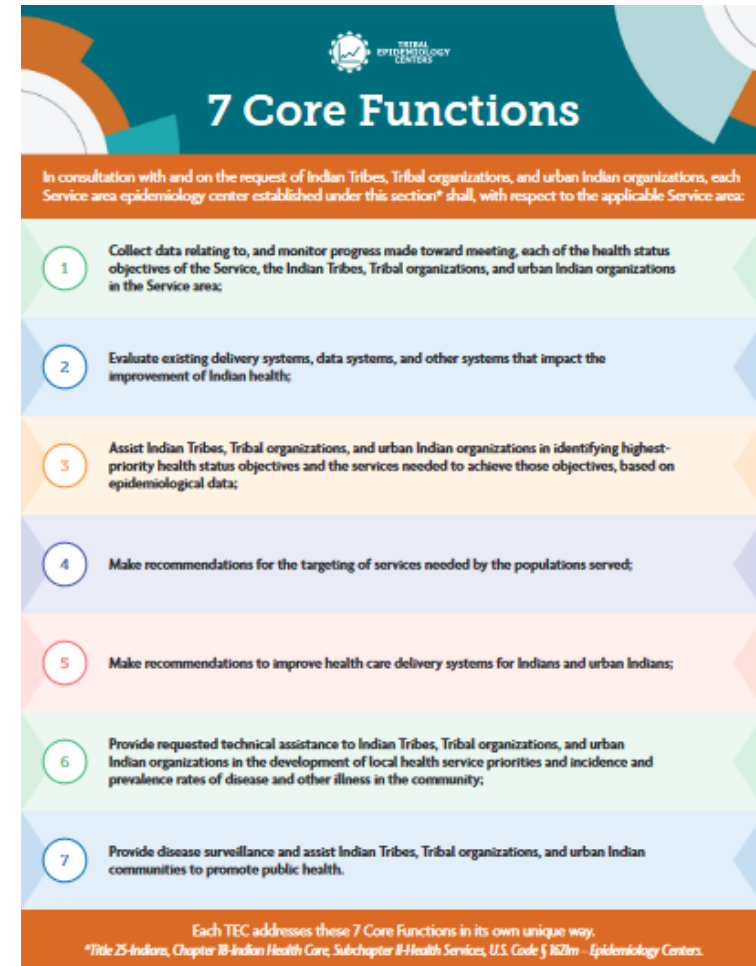 TRIBAL
EPIDEMIOLOGY
CENTERS
7 Core Functions
In consultation with and on the request of Indian Tribes, Tribal organizations, and urban Indian organizations, each
Service area epidemiology center established under this section* shall, with respect to the applicable Service area:
1
Collect data relating to, and monitor progress made toward meeting, each of the health status
objectives of the Service, the Indian Tribes, Tribal organizations, and urban Indian organizations
in the Service area;
2
Evaluate existing delivery systems, data systems, and other systems that impact the
improvement of Indian health;
3
Assist Indian Tribes, Tribal organizations, and urban Indian organizations in identifying highest-
priority health status objectives and the services needed to achieve those objectives, based on
epidemiological data;
4
Make recommendations for the targeting of services needed by the populations served;
5
Make recommendations to improve health care delivery systems for Indians and urban Indians;
6
Provide requested technical assistance to Indian Tribes, Tribal organizations, and urban
Indian organizations in the development of local health service priorities and incidence and
prevalence rates of disease and other illness in the community;
7
Provide disease surveillance and assist Indian Tribes, Tribal organizations, and urban Indian
communities to promote public health.
Each TEC addresses these 7 Core Functions in its own unique way.
*Title 25-Indians, Chapter 18-Indian Health Care, Subchapter II-Health Services, U.S. Code § 1621m – Epidemiology Centers.